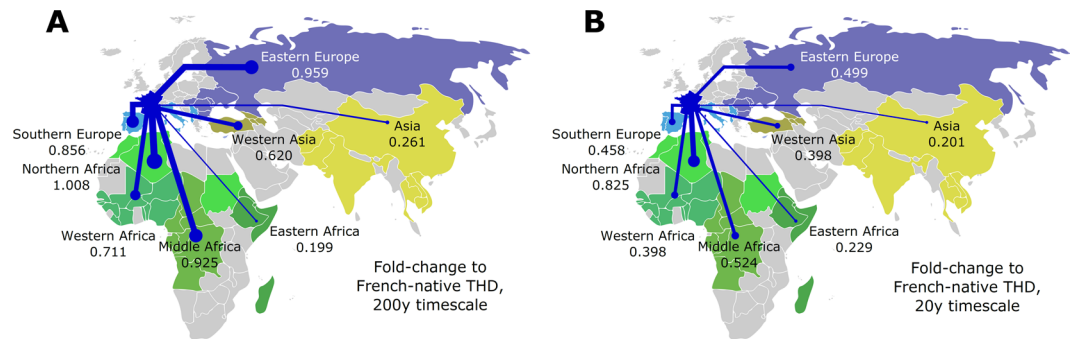 A
Eastern Europe
0.959
Southern Europe
0.856
Western Asia
0.620
Asia
0.261
Northern Africa
1.008
Western Africa
0.711
Middle Africa
0.925
Eastern Africa
0.199
Fold-change to
French-native THD,
200y timescale
B
Eastern Europe
0.499
Southern Europe
0.458
Western Asia
0.398
Asia
0.201
Northern Africa
0.825
Western Africa
0.398
Middle Africa
0.524
Eastern Africa
0.229
Fold-change to
French-native THD,
20y timescale